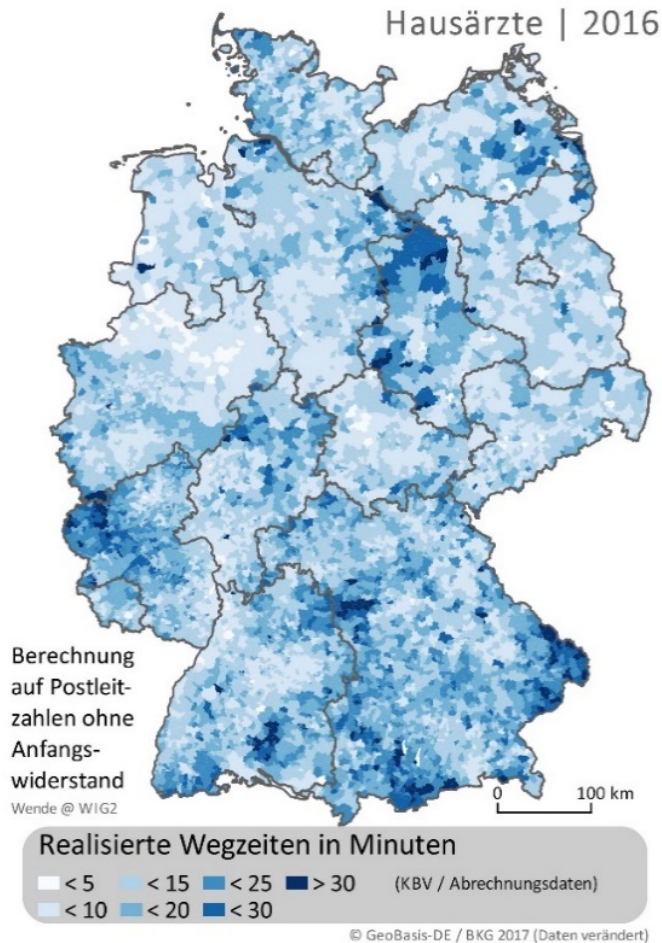 Hausärzte | 2016
Berechnung
auf Postleit-
zahlen ohne
Anfangs-
widerstand
Wende @ WIG2
0 100 km
Realisierte Wegzeiten in Minuten
< 5 < 15 < 25 > 30 (KBV / Abrechnungsdaten)
< 10 < 20 < 30
© GeoBasis-DE / BKG 2017 (Daten verändert)